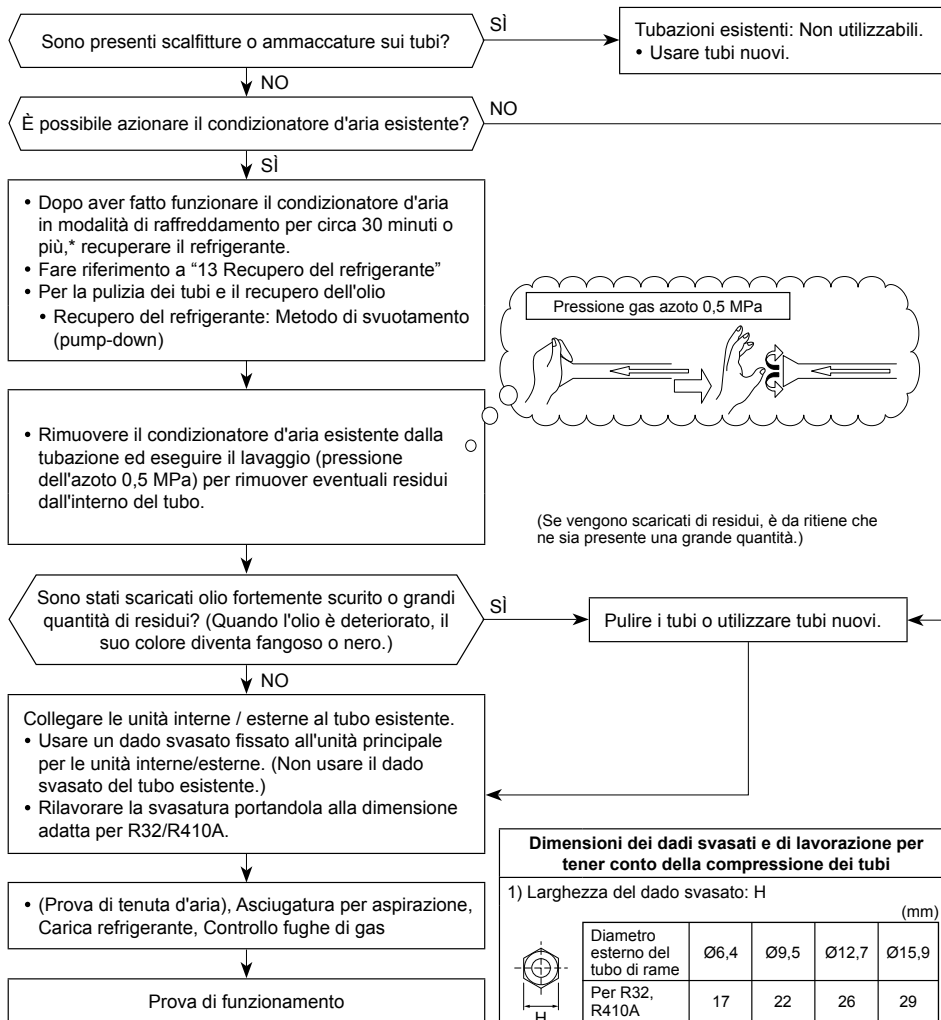 Sono presenti scalfitture o ammaccature sui tubi?
SÌ
Tubazioni esistenti: Non utilizzabili.
• Usare tubi nuovi.
NO
È possibile azionare il condizionatore d'aria esistente?
NO
SÌ
• Dopo aver fatto funzionare il condizionatore d'aria
in modalità di raffreddamento per circa 30 minuti o
più,* recuperare il refrigerante.
• Fare riferimento a “13 Recupero del refrigerante”
• Per la pulizia dei tubi e il recupero dell'olio
• Recupero del refrigerante: Metodo di svuotamento
(pump-down)
Pressione gas azoto 0,5 MPa
• Rimuovere il condizionatore d'aria esistente dalla
tubazione ed eseguire il lavaggio (pressione
dell'azoto 0,5 MPa) per rimuover eventuali residui
dall'interno del tubo.
(Se vengono scaricati di residui, è da ritiene che
ne sia presente una grande quantità.)
Sono stati scaricati olio fortemente scurito o grandi
quantità di residui? (Quando l'olio è deteriorato, il
suo colore diventa fangoso o nero.)
SÌ
Pulire i tubi o utilizzare tubi nuovi.
NO
Collegare le unità interne / esterne al tubo esistente.
• Usare un dado svasato fissato all'unità principale
per le unità interne/esterne. (Non usare il dado
svasato del tubo esistente.)
• Rilavorare la svasatura portandola alla dimensione
adatta per R32/R410A.
• (Prova di tenuta d'aria), Asciugatura per aspirazione,
Carica refrigerante, Controllo fughe di gas
Prova di funzionamento
Dimensioni dei dadi svasati e di lavorazione per
tener conto della compressione dei tubi
1) Larghezza del dado svasato: H
(mm)
Diametro
esterno del
tubo di rame
Ø6,4 Ø9,5 Ø12,7 Ø15,9
Per R32,
R410A
17 22 26 29
H